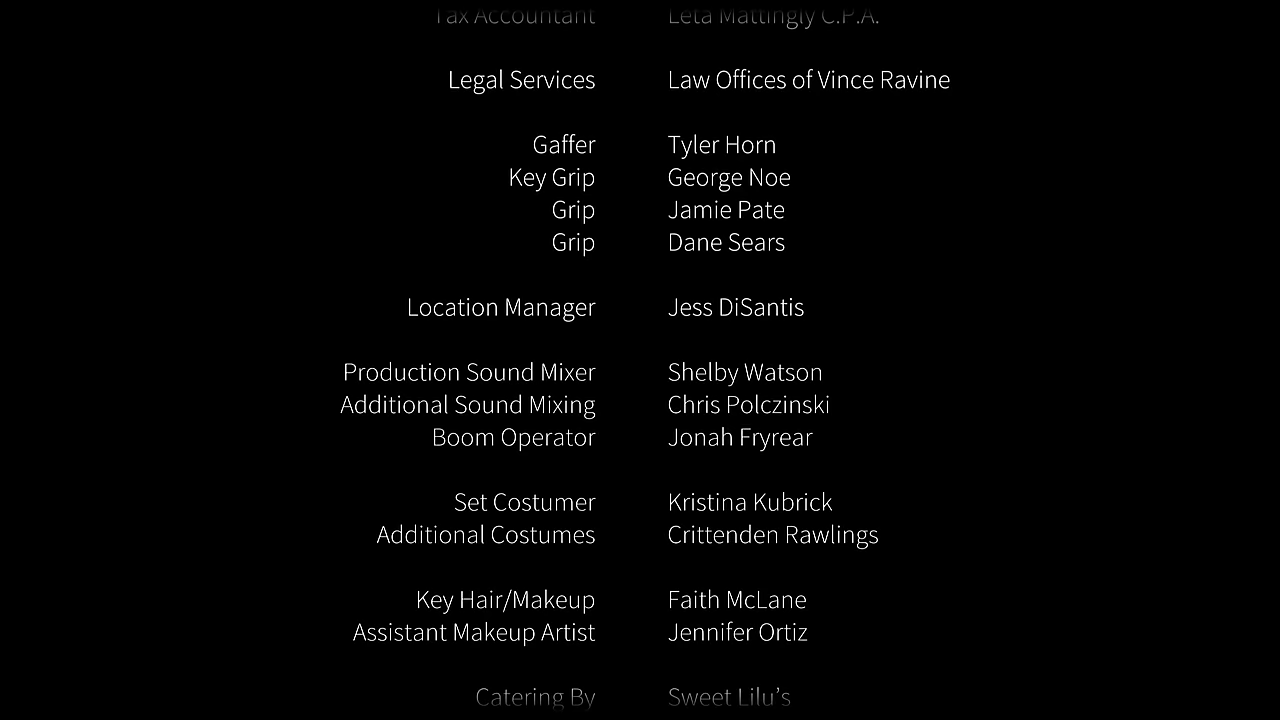 Tax Accountant Leta Mattingly C.P.A.
Legal Services Law Offices of Vince Ravine
Gaffer Tyler Horn
Key Grip George Noe
Grip Jamie Pate
Grip Dane Sears
Location Manager Jess DiSantis
Production Sound Mixer Shelby Watson
Additional Sound Mixing Chris Polczinski
Boom Operator Jonah Fryrear
Set Costumer Kristina Kubrick
Additional Costumes Crittenden Rawlings
Key Hair/Makeup Faith McLane
Assistant Makeup Artist Jennifer Ortiz
Catering By Sweet Lilu’s